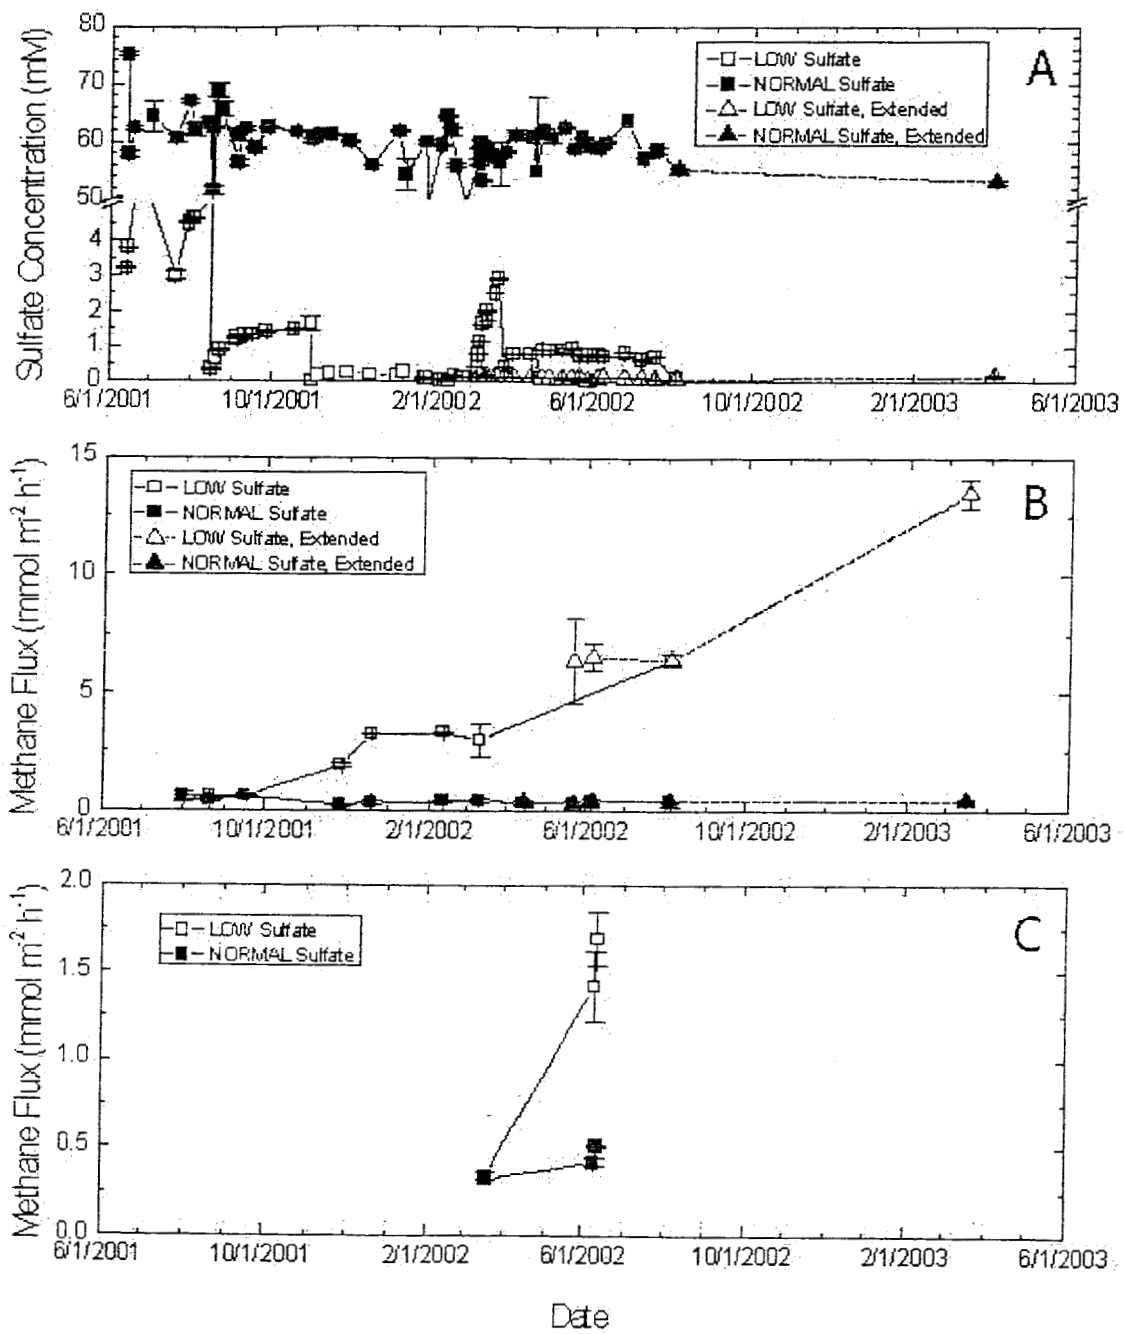 80
70
60
50
4
3
2
1
0
Sulfate Concentration (mM)
LOW Sulfate
NORMAL Sulfate
LOW Sulfate, Extended
NORMAL Sulfate, Extended
A
6/1/2001 10/1/2001 2/1/2002 6/1/2002 10/1/2002 2/1/2003 6/1/2003
15
10
5
0
Methane Flux (mmol m-2 h-1)
LOW Sulfate
NORMAL Sulfate
LOW Sulfate, Extended
NORMAL Sulfate, Extended
B
6/1/2001 10/1/2001 2/1/2002 6/1/2002 10/1/2002 2/1/2003 6/1/2003
2.0
1.5
1.0
0.5
0.0
Methane Flux (mmol m-2 h-1)
LOW Sulfate
NORMAL Sulfate
C
6/1/2001 10/1/2001 2/1/2002 6/1/2002 10/1/2002 2/1/2003 6/1/2003
Date